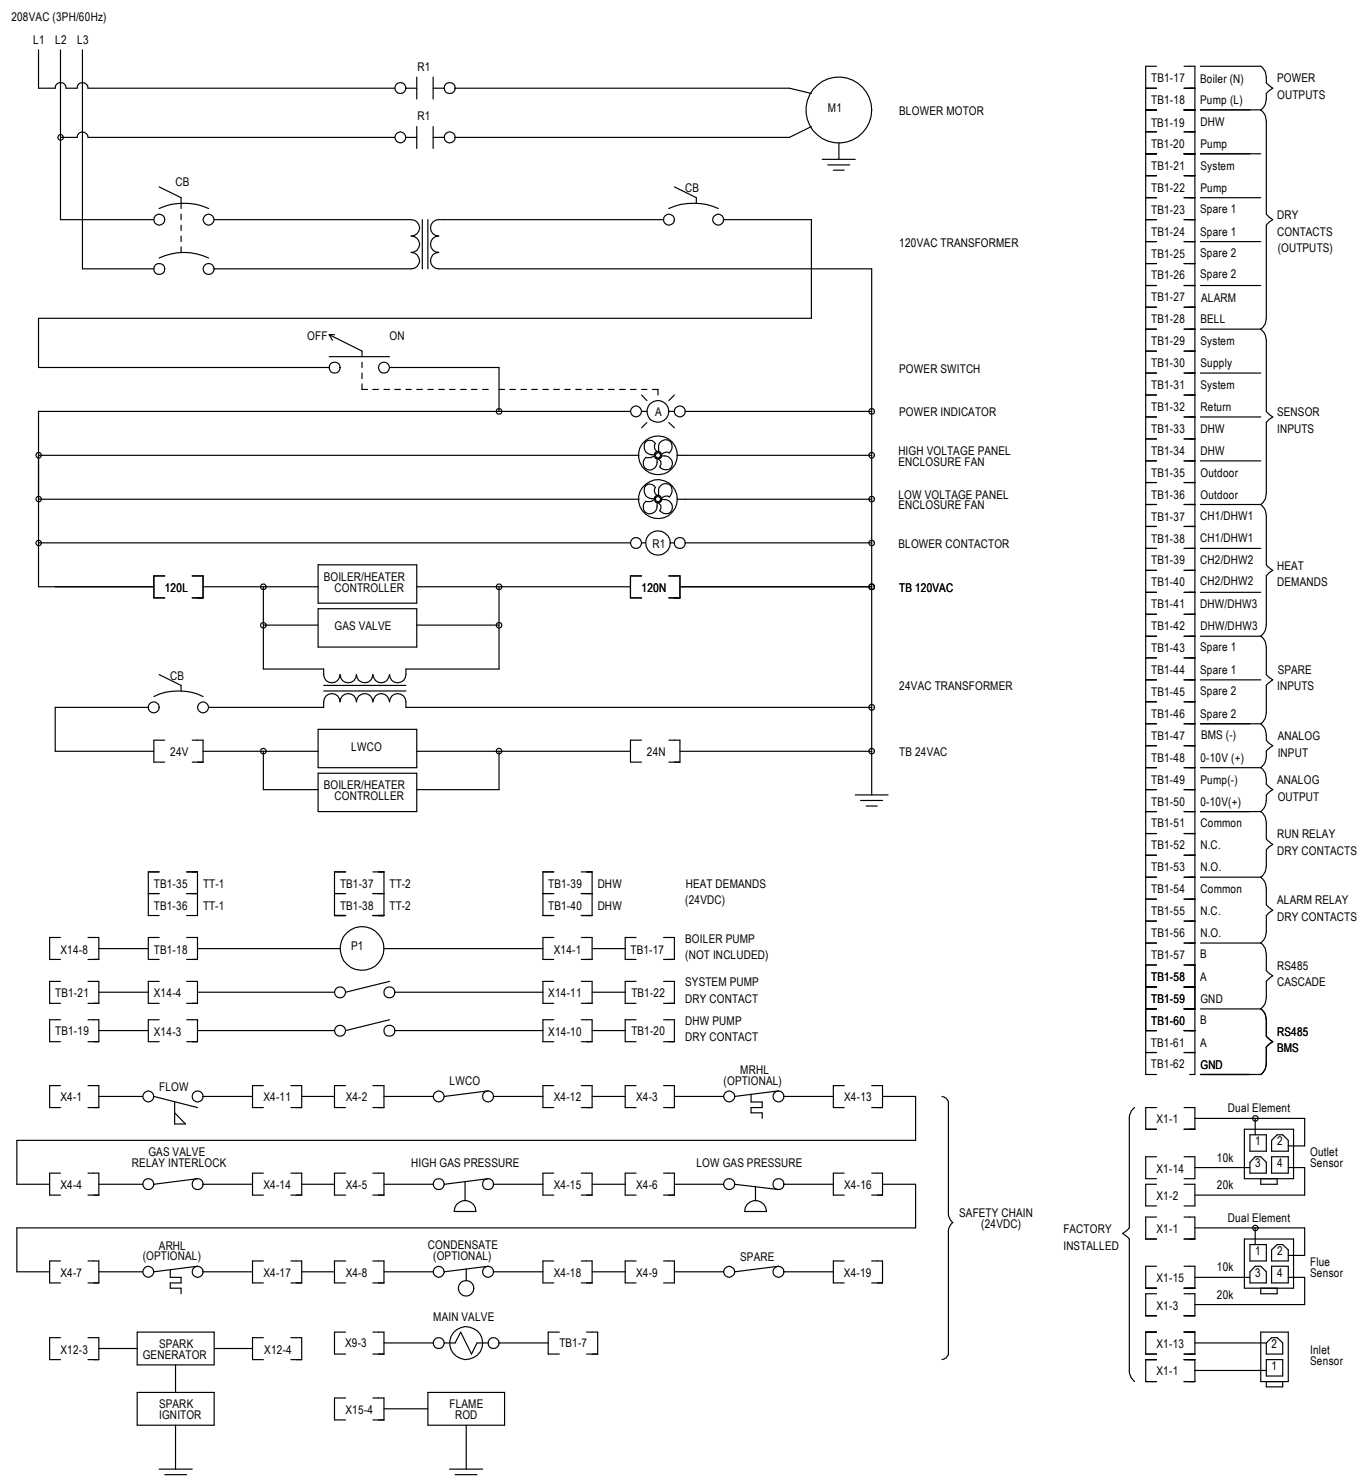 208VAC (3PH/60Hz)
L1 L2 L3
R1
M1
BLOWER MOTOR
R1
CB
CB
120VAC TRANSFORMER
OFF ON
POWER SWITCH
A
POWER INDICATOR
HIGH VOLTAGE PANEL
ENCLOSURE FAN
LOW VOLTAGE PANEL
ENCLOSURE FAN
R1
BLOWER CONTACTOR
120L
BOILER/HEATER
CONTROLLER
120N
TB 120VAC
GAS VALVE
CB
24VAC TRANSFORMER
24V
LWCO
24N
TB 24VAC
BOILER/HEATER
CONTROLLER
TB1-35 TT-1
TB1-36 TT-1
TB1-37 TT-2
TB1-38 TT-2
TB1-39 DHW
TB1-40 DHW
HEAT DEMANDS
(24VDC)
X14-8 TB1-18 P1 X14-1 TB1-17
BOILER PUMP
(NOT INCLUDED)
TB1-21 X14-4 X14-11 TB1-22
SYSTEM PUMP
DRY CONTACT
TB1-19 X14-3 X14-10 TB1-20
DHW PUMP
DRY CONTACT
X4-1 FLOW X4-11 X4-2 LWCO X4-12 X4-3
MRHL
(OPTIONAL)
X4-13
X4-4
GAS VALVE
RELAY INTERLOCK
X4-14 X4-5 HIGH GAS PRESSURE X4-15 X4-6 LOW GAS PRESSURE X4-16
X4-7
ARHL
(OPTIONAL)
X4-17 X4-8
CONDENSATE
(OPTIONAL)
X4-18 X4-9 SPARE X4-19
SAFETY CHAIN
(24VDC)
X12-3
SPARK
GENERATOR
X12-4
X9-3 MAIN VALVE TB1-7
SPARK
IGNITOR
X15-4
FLAME
ROD
TB1-17 Boiler (N)
TB1-18 Pump (L)
POWER
OUTPUTS
TB1-19 DHW
TB1-20 Pump
TB1-21 System
TB1-22 Pump
TB1-23 Spare 1
TB1-24 Spare 1
TB1-25 Spare 2
TB1-26 Spare 2
TB1-27 ALARM
TB1-28 BELL
DRY
CONTACTS
(OUTPUTS)
TB1-29 System
TB1-30 Supply
TB1-31 System
TB1-32 Return
TB1-33 DHW
TB1-34 DHW
TB1-35 Outdoor
TB1-36 Outdoor
SENSOR
INPUTS
TB1-37 CH1/DHW1
TB1-38 CH1/DHW1
TB1-39 CH2/DHW2
TB1-40 CH2/DHW2
TB1-41 DHW/DHW3
TB1-42 DHW/DHW3
HEAT
DEMANDS
TB1-43 Spare 1
TB1-44 Spare 1
TB1-45 Spare 2
TB1-46 Spare 2
SPARE
INPUTS
TB1-47 BMS (-)
TB1-48 0-10V (+)
ANALOG
INPUT
TB1-49 Pump(-)
TB1-50 0-10V(+)
ANALOG
OUTPUT
TB1-51 Common
TB1-52 N.C.
TB1-53 N.O.
RUN RELAY
DRY CONTACTS
TB1-54 Common
TB1-55 N.C.
TB1-56 N.O.
ALARM RELAY
DRY CONTACTS
TB1-57 B
TB1-58 A
TB1-59 GND
RS485
CASCADE
TB1-60 B
TB1-61 A
TB1-62 GND
RS485
BMS
FACTORY
INSTALLED
X1-1 Dual Element
1 2
X1-14 10k 3 4
X1-2 20k
Outlet
Sensor
X1-1 Dual Element
1 2
X1-15 10k 3 4
X1-3 20k
Flue
Sensor
X1-13 2
X1-1 1
Inlet
Sensor